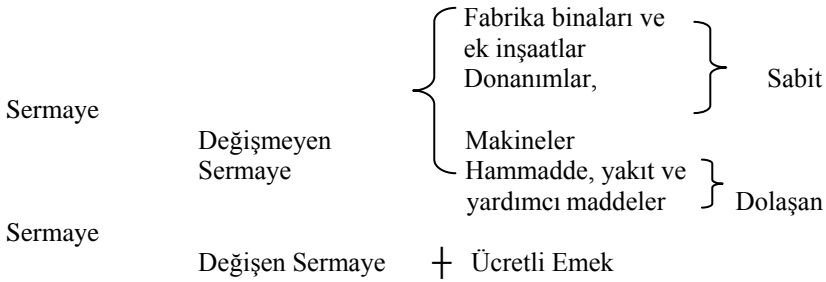 Fabrika binaları ve
ek inşaatlar
Donanımlar, Sabit
Sermaye
Değişmeyen Makineler
Sermaye Hammadde, yakıt ve
yardımcı maddeler Dolaşan
Sermaye
Değişen Sermaye Ücretli Emek